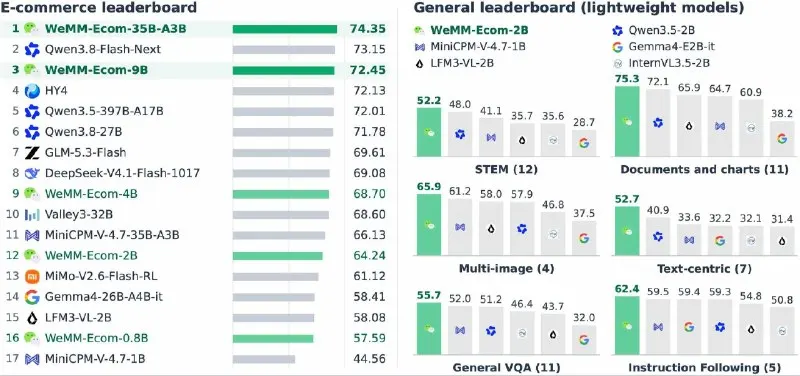 E-commerce leaderboard
1 WeMM-Ecom-35B-A3B 74.35
2 Qwen3.8-Flash-Next 73.15
3 WeMM-Ecom-9B 72.45
4 HY4 72.13
5 Qwen3.5-397B-A17B 72.01
6 Qwen3.8-27B 71.78
7 GLM-5.3-Flash 69.61
8 DeepSeek-V4.1-Flash-1017 69.08
9 WeMM-Ecom-4B 68.70
10 Valley3-32B 68.60
11 MiniCPM-V-4.7-35B-A3B 66.13
12 WeMM-Ecom-2B 64.24
13 MiMo-V2.6-Flash-RL 61.12
14 Gemma4-26B-A4B-it 58.41
15 LFM3-VL-2B 58.08
16 WeMM-Ecom-0.8B 57.59
17 MiniCPM-V-4.7-1B 44.56
General leaderboard (lightweight models)
WeMM-Ecom-2B Qwen3.5-2B
MiniCPM-V-4.7-1B Gemma4-E2B-it
LFM3-VL-2B InternVL3.5-2B
52.2 48.0 41.1 35.7 35.6 28.7
STEM (12)
75.3 72.1 65.9 64.7 60.9 38.2
Documents and charts (11)
65.9 61.2 58.0 57.9 46.8 37.5
Multi-image (4)
52.7 40.9 33.6 32.2 32.1 31.4
Text-centric (7)
55.7 52.0 51.2 46.4 43.7 32.0
General VQA (11)
62.4 59.5 59.4 59.3 54.8 50.8
Instruction Following (5)